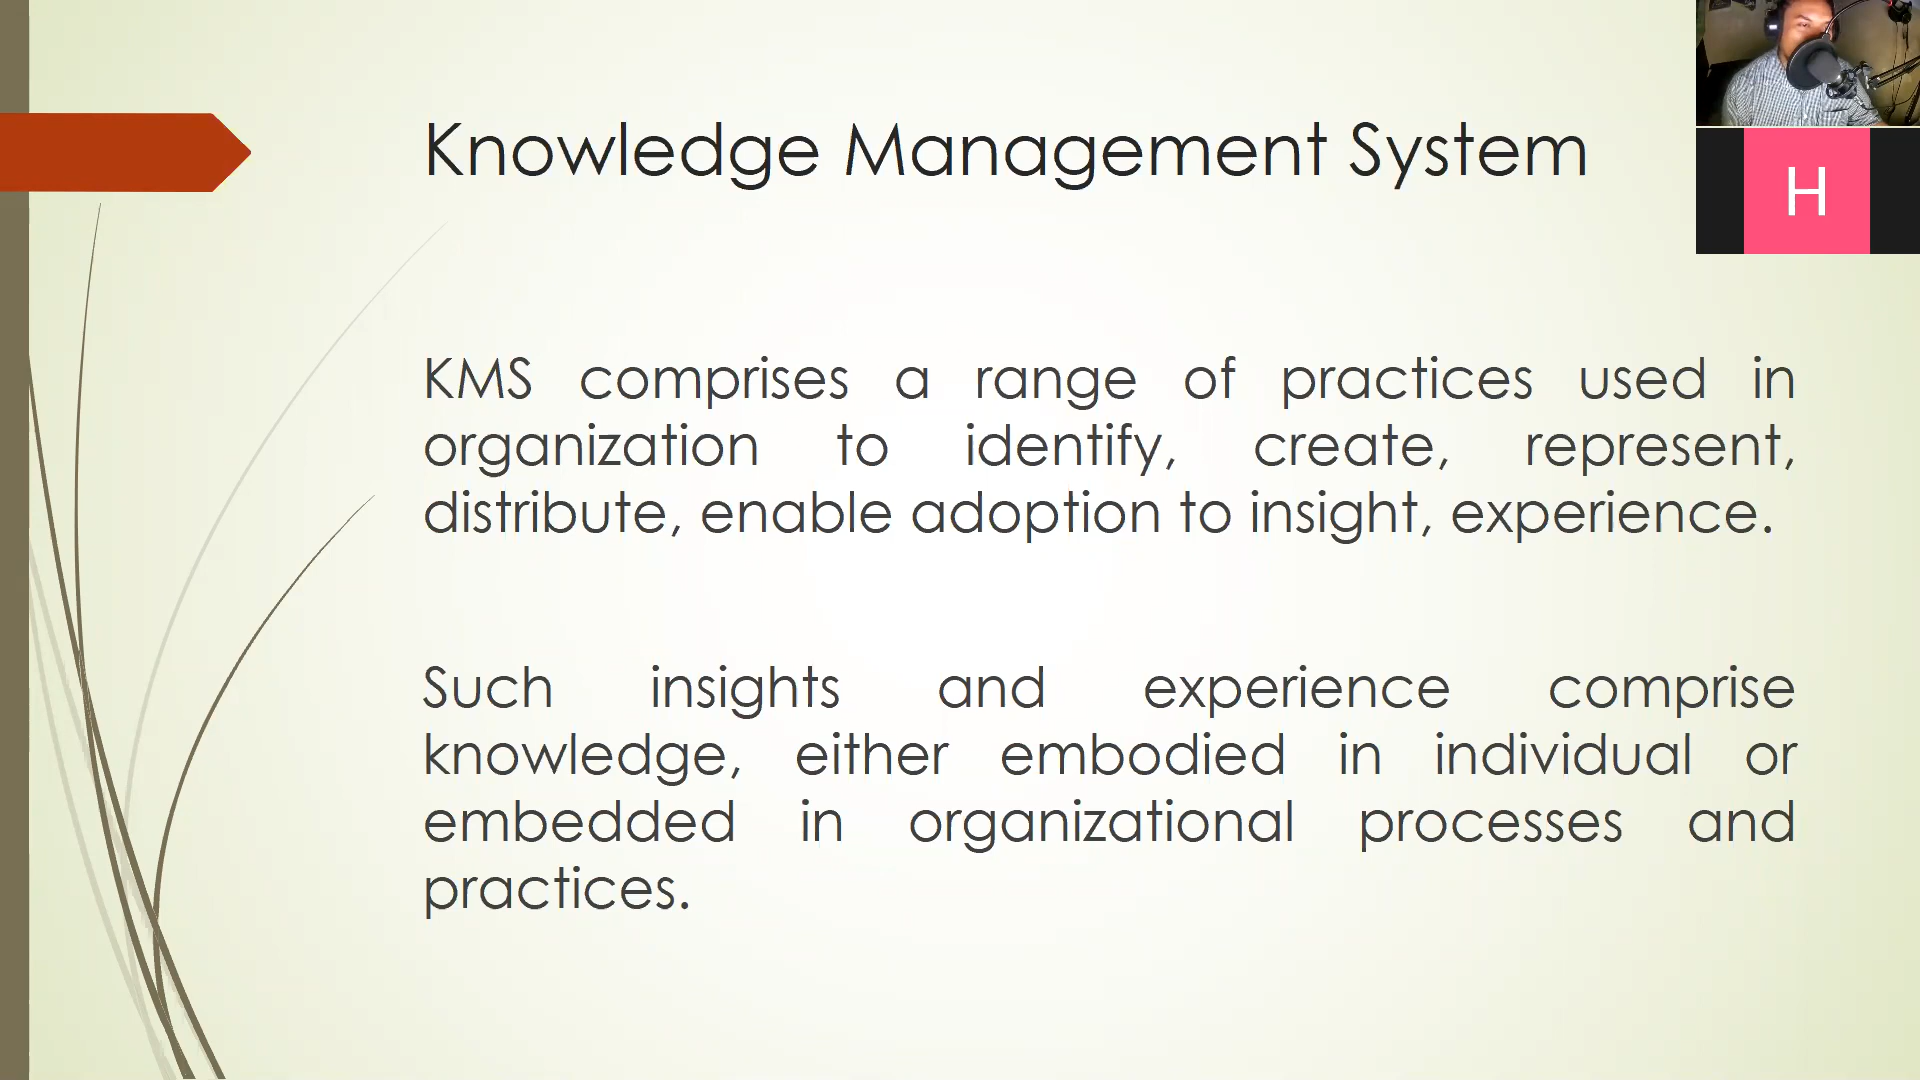 Knowledge Management System
H
KMS comprises a range of practices used in
organization to identify, create, represent,
distribute, enable adoption to insight, experience.
Such insights and experience comprise
knowledge, either embodied in individual or
embedded in organizational processes and
practices.